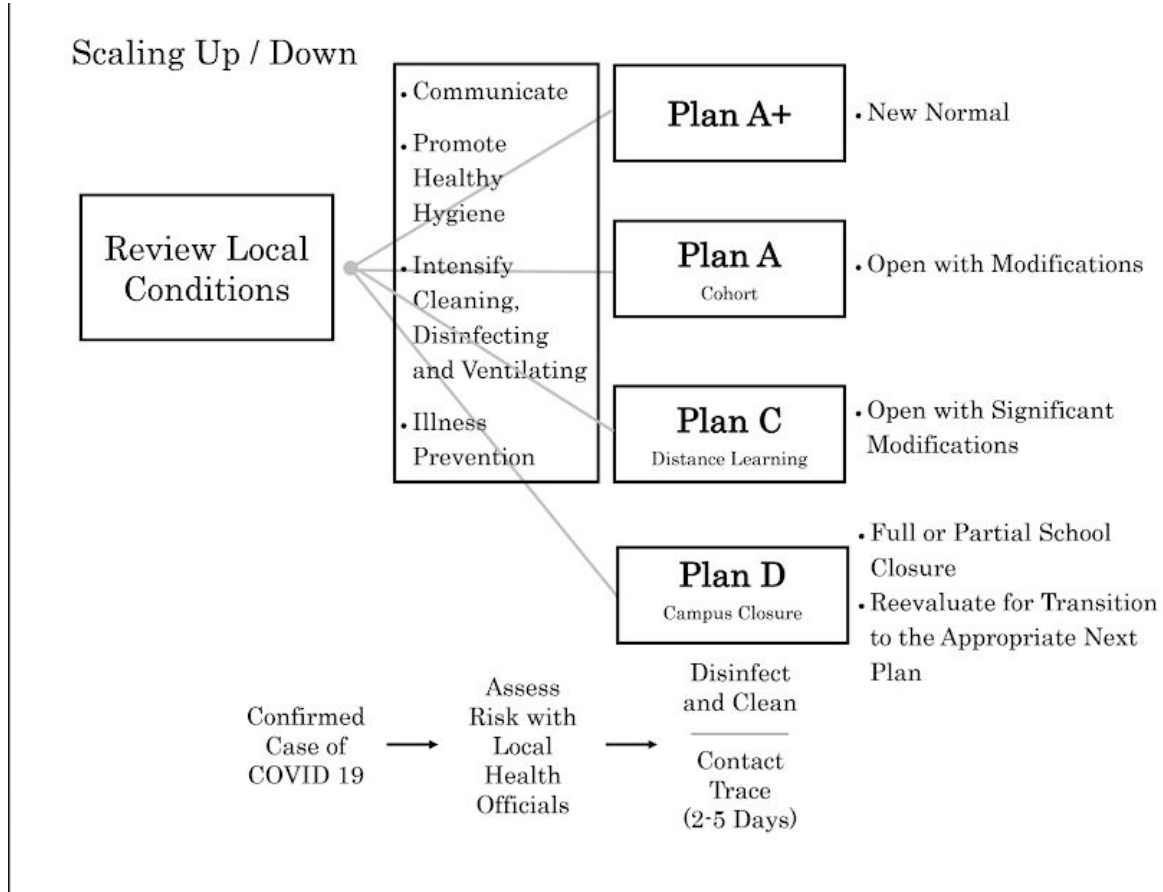 Scaling Up / Down
Review Local
Conditions
• Communicate
• Promote
Healthy
Hygiene
• Intensify
Cleaning,
Disinfecting
and Ventilating
• Illness
Prevention
Plan A+
• New Normal
Plan A
Cohort
• Open with Modifications
Plan C
Distance Learning
• Open with Significant
Modifications
Plan D
Campus Closure
• Full or Partial School
Closure
• Reevaluate for Transition
to the Appropriate Next
Plan
Confirmed
Case of
COVID 19
Assess
Risk with
Local
Health
Officials
Disinfect
and Clean
Contact
Trace
(2-5 Days)